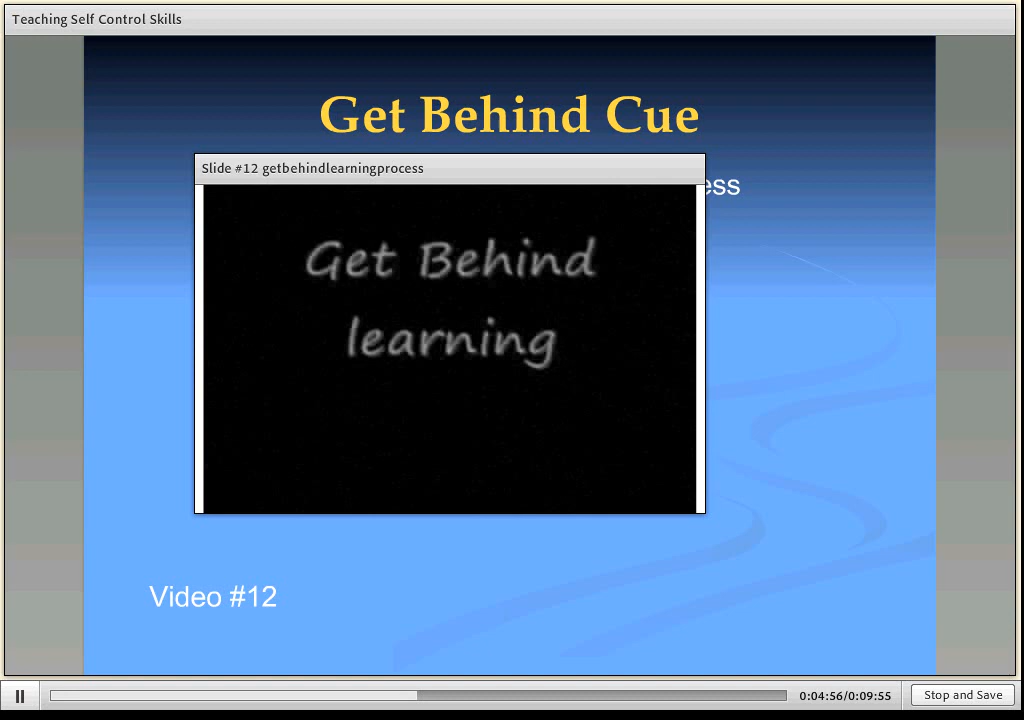 Teaching Self Control Skills
Get Behind Cue
Slide #12 getbehindlearningprocess
Get Behind
learning
Video #12
0:04:56/0:09:55
Stop and Save